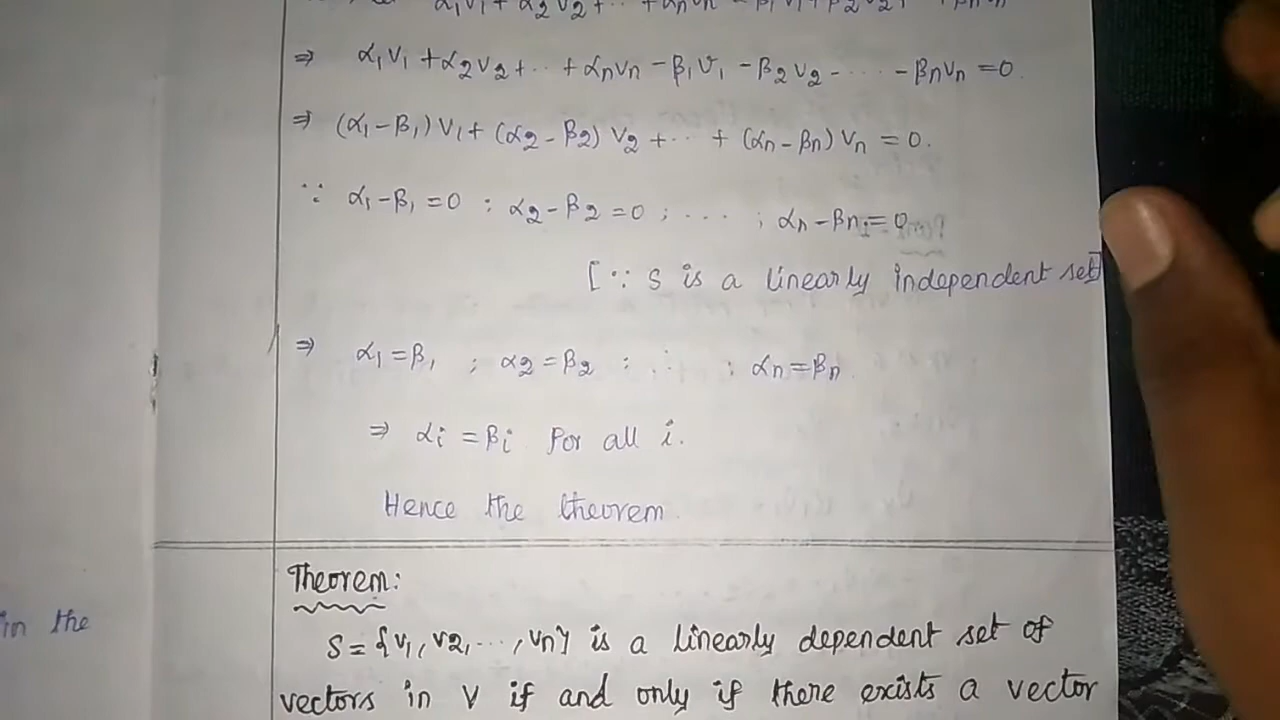 ⇒ α₁v₁ + α₂v₂ + ... + αₙvₙ − β₁v₁ − β₂v₂ − ... − βₙvₙ = 0.
⇒ (α₁ − β₁) v₁ + (α₂ − β₂) v₂ + ... + (αₙ − βₙ) vₙ = 0.
∵ α₁ − β₁ = 0 ; α₂ − β₂ = 0 ; ... ; αₙ − βₙ = 0
[∵ S is a linearly independent set]
⇒ α₁ = β₁ ; α₂ = β₂ ; ... ; αₙ = βₙ
⇒ αᵢ = βᵢ for all i.
Hence the theorem.
Theorem:
in the
S = {v₁, v₂, ..., vₙ} is a linearly dependent set of
vectors in V if and only if there exists a vector